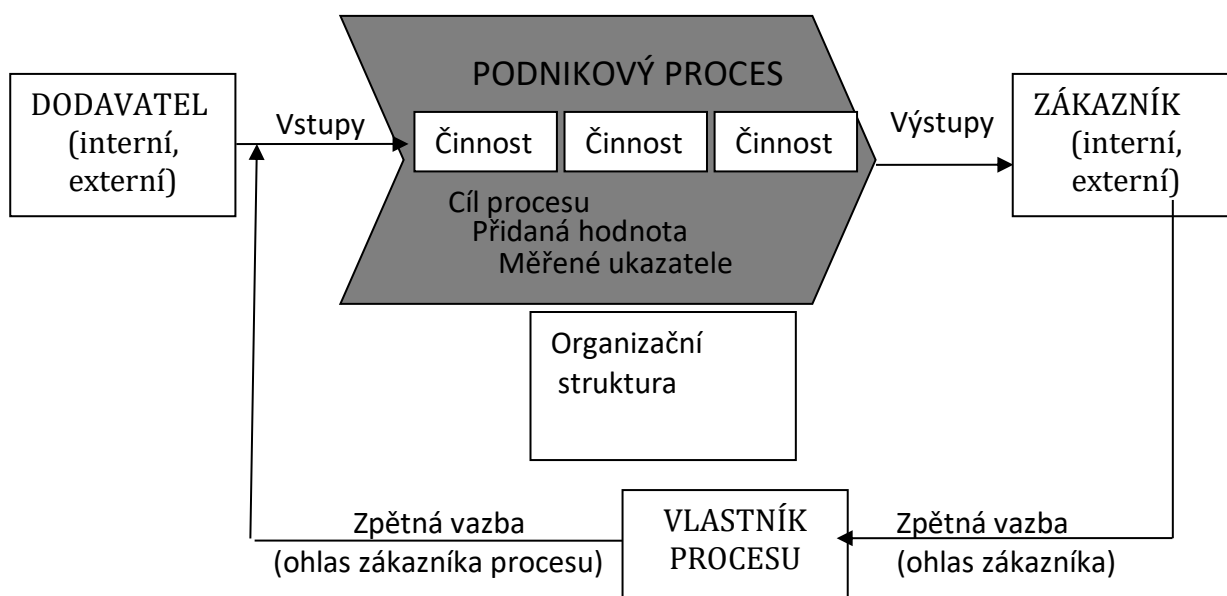 PODNIKOVÝ PROCES
DODAVATEL
(interní,
externí)
Vstupy
Činnost
Činnost
Činnost
Výstupy
ZÁKAZNÍK
(interní,
externí)
Cíl procesu
Přidaná hodnota
Měřené ukazatele
Organizační
struktura
Zpětná vazba
(ohlas zákazníka procesu)
VLASTNÍK
PROCESU
Zpětná vazba
(ohlas zákazníka)